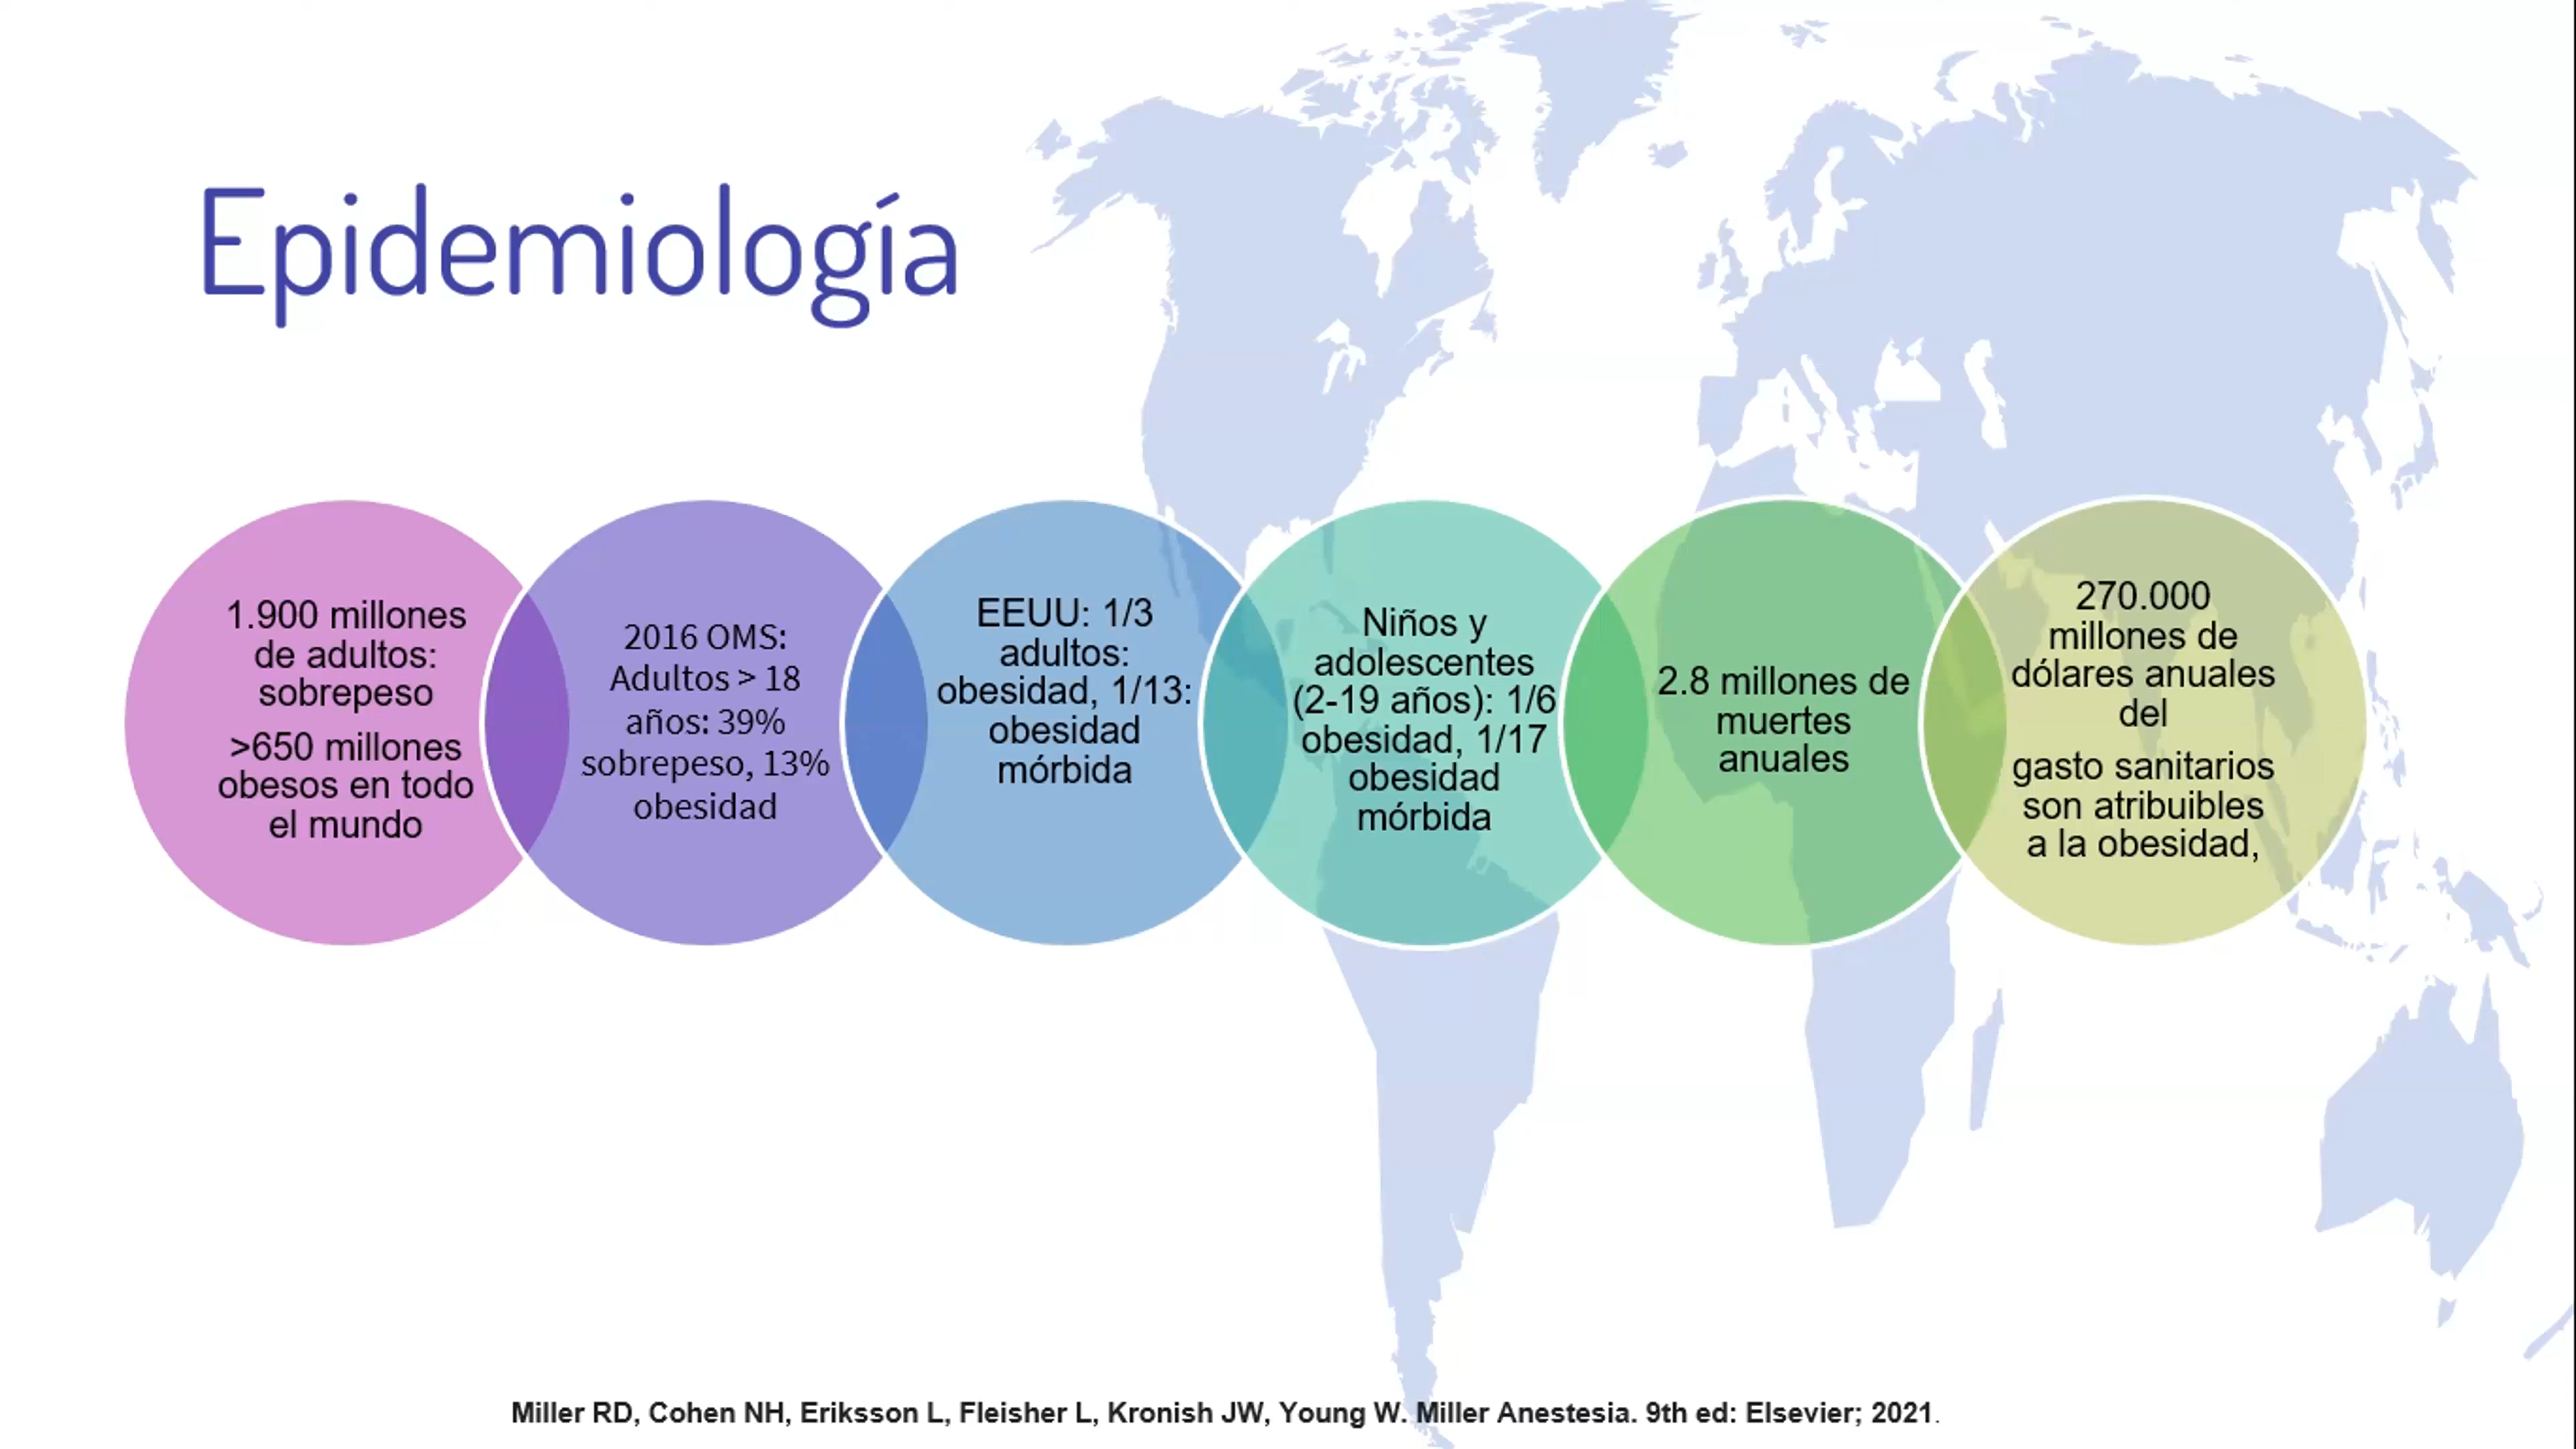 Epidemiología
1.900 millones
de adultos:
sobrepeso
>650 millones
obesos en todo
el mundo
2016 OMS:
Adultos > 18
años: 39%
sobrepeso, 13%
obesidad
EEUU: 1/3
adultos:
obesidad, 1/13:
obesidad
mórbida
Niños y
adolescentes
(2-19 años): 1/6
obesidad, 1/17
obesidad
mórbida
2.8 millones de
muertes
anuales
270.000
millones de
dólares anuales
del
gasto sanitarios
son atribuibles
a la obesidad,
Miller RD, Cohen NH, Eriksson L, Fleisher L, Kronish JW, Young W. Miller Anestesia. 9th ed: Elsevier; 2021.